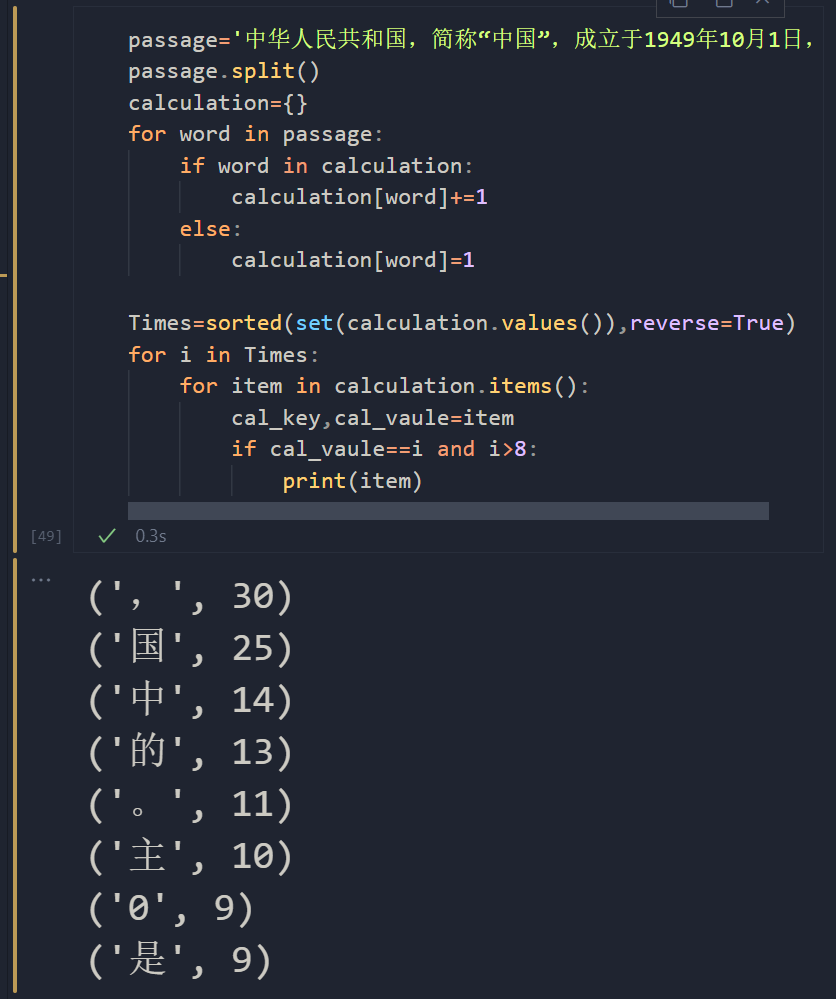 passage='中华人民共和国，简称“中国”，成立于1949年10月1日，
passage.split()
calculation={}
for word in passage:
if word in calculation:
calculation[word]+=1
else:
calculation[word]=1
Times=sorted(set(calculation.values()),reverse=True)
for i in Times:
for item in calculation.items():
cal_key,cal_vaule=item
if cal_vaule==i and i>8:
print(item)
[49]
0.3s
...
('，', 30)
('国', 25)
('中', 14)
('的', 13)
('。', 11)
('主', 10)
('0', 9)
('是', 9)